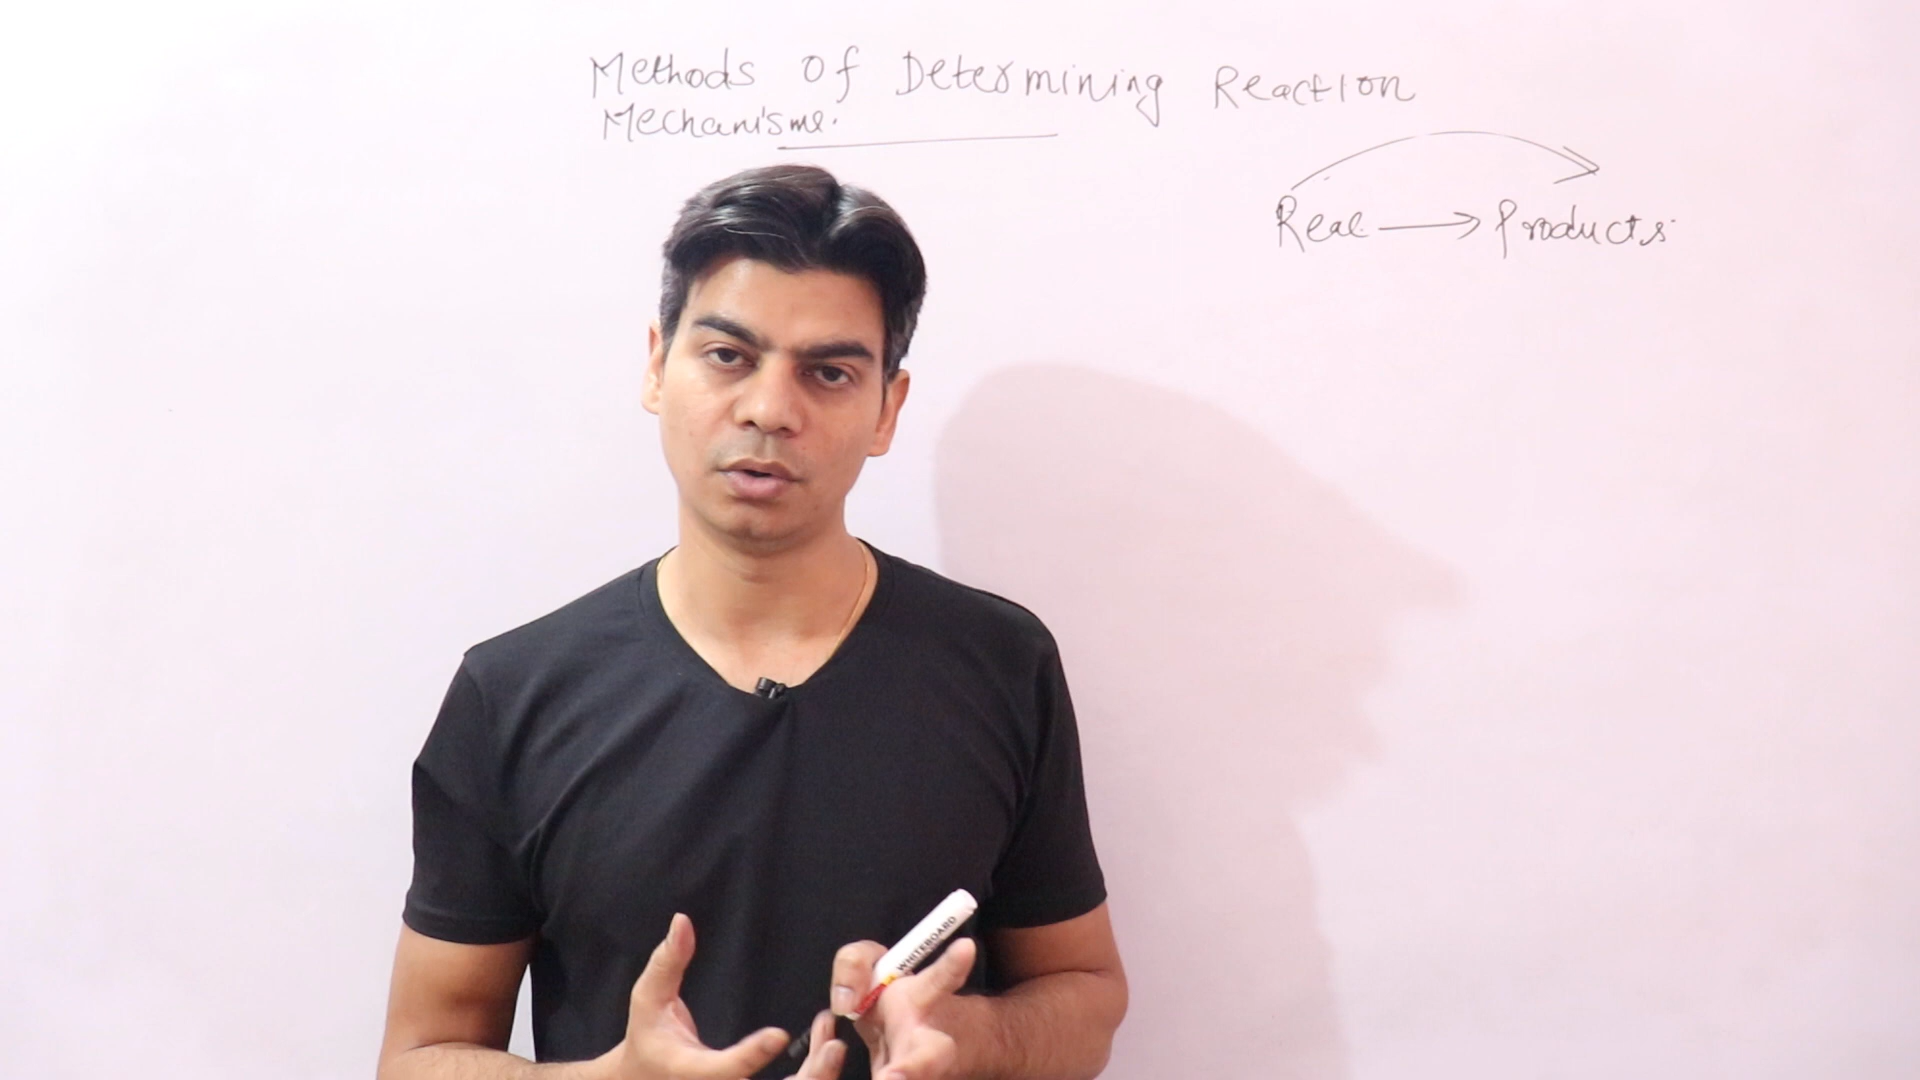 Methods Of Determining Reaction
Mechanisms.
Reac → Products
WHITEBOARD